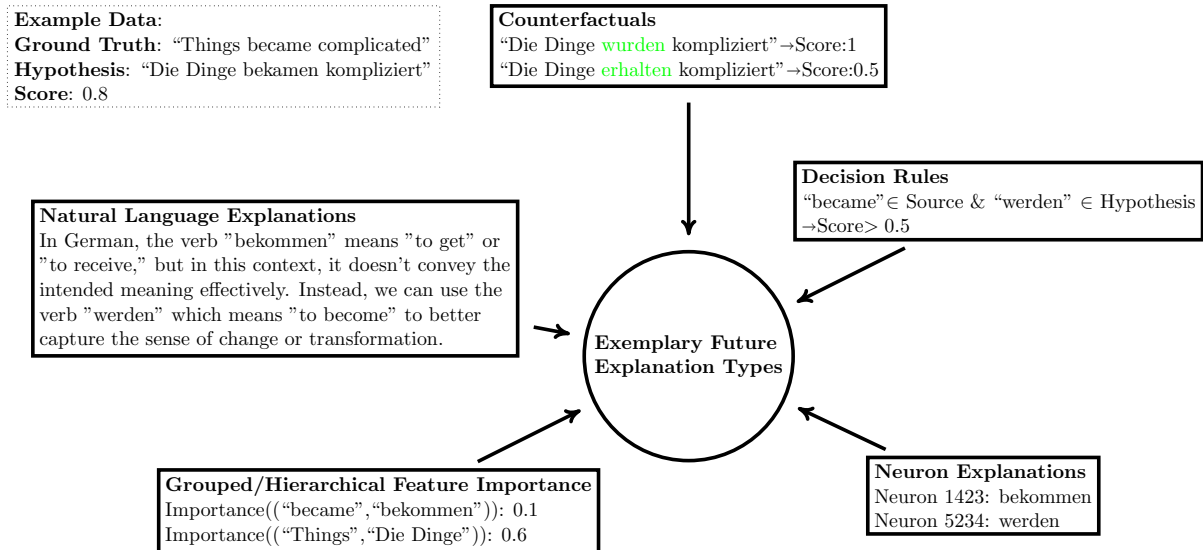 Example Data:
Ground Truth: “Things became complicated”
Hypothesis: “Die Dinge bekamen kompliziert”
Score: 0.8
Counterfactuals
“Die Dinge wurden kompliziert”→Score:1
“Die Dinge erhalten kompliziert”→Score:0.5
Decision Rules
“became”∈ Source & “werden” ∈ Hypothesis
→Score> 0.5
Natural Language Explanations
In German, the verb ”bekommen” means ”to get” or
”to receive,” but in this context, it doesn’t convey the
intended meaning effectively. Instead, we can use the
verb ”werden” which means ”to become” to better
capture the sense of change or transformation.
Exemplary Future
Explanation Types
Grouped/Hierarchical Feature Importance
Importance((“became”,“bekommen”)): 0.1
Importance((“Things”,“Die Dinge”)): 0.6
Neuron Explanations
Neuron 1423: bekommen
Neuron 5234: werden